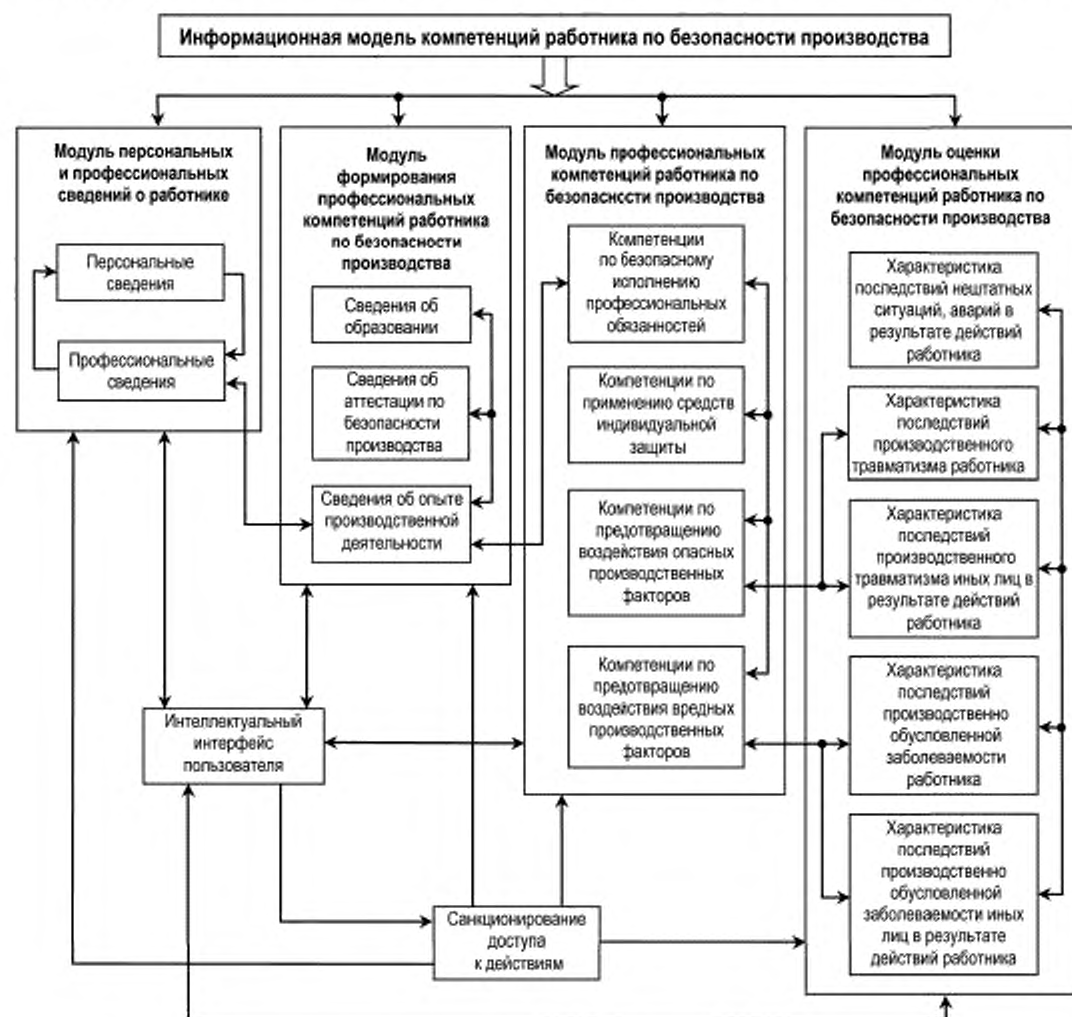 Информационная модель компетенций работника по безопасности производства
Модуль персональных
и профессиональных
сведений о работнике
Персональные
сведения
Профессиональные
сведения
Модуль
формирования
профессиональных
компетенций работника
по безопасности
производства
Сведения об
образовании
Сведения об
аттестации по
безопасности
производства
Сведения об опыте
производственной
деятельности
Модуль профессиональных
компетенций работника по
безопасности производства
Компетенции
по безопасному
исполнению
профессиональных
обязанностей
Компетенции по
применению средств
индивидуальной
защиты
Компетенции по
предотвращению
воздействия опасных
производственных
факторов
Компетенции по
предотвращению
воздействия вредных
производственных
факторов
Модуль оценки
профессиональных
компетенций работника по
безопасности производства
Характеристика
последствий нештатных
ситуаций, аварий в
результате действий
работника
Характеристика
последствий
производственного
травматизма работника
Характеристика
последствий
производственного
травматизма иных лиц в
результате действий
работника
Характеристика
последствий
производственно
обусловленной
заболеваемости
работника
Характеристика
последствий
производственно
обусловленной
заболеваемости иных
лиц в результате
действий работника
Интеллектуальный
интерфейс
пользователя
Санкционирование
доступа
к действиям